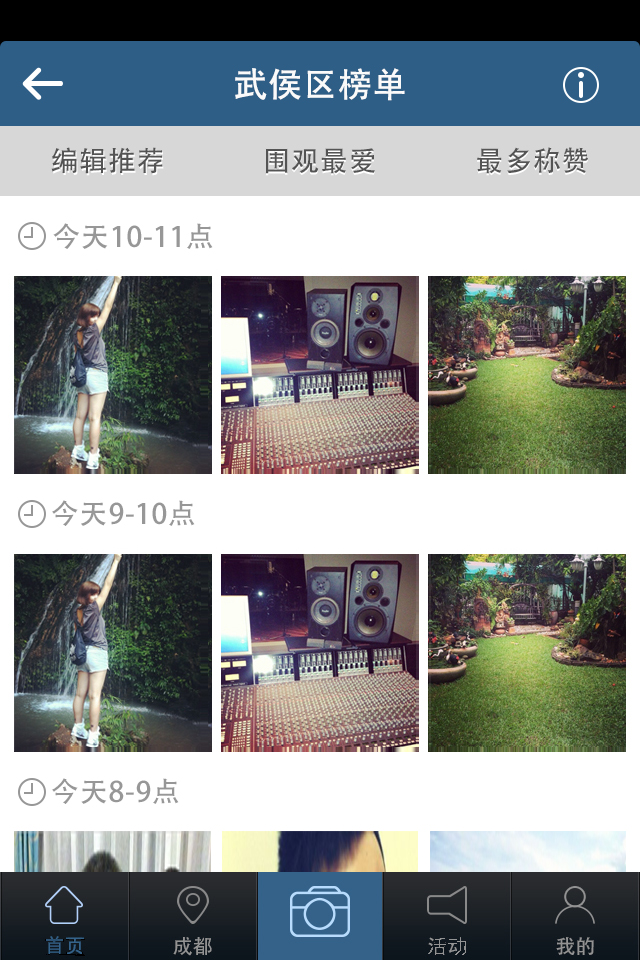 武侯区榜单
编辑推荐 围观最爱 最多称赞
今天10-11点
今天9-10点
今天8-9点
首页 成都 活动 我的